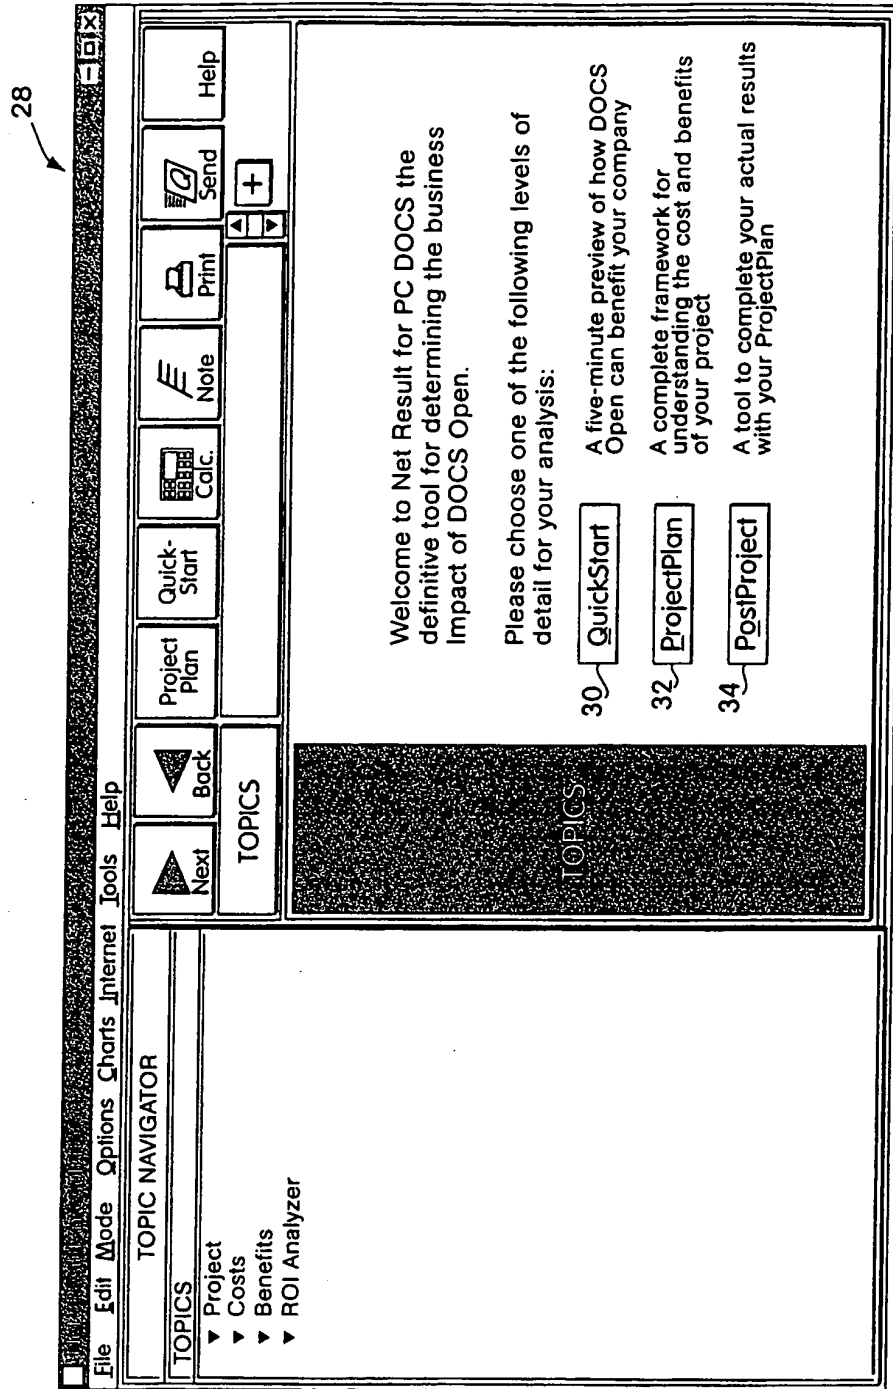 28
File Edit Mode Options Charts Internet Tools Help
TOPIC NAVIGATOR
TOPICS
▼ Project
▼ Costs
▼ Benefits
▼ ROI Analyzer
Next
Back
Project
Plan
Quick-
Start
Calc.
Note
Print
Send
Help
TOPICS
+
TOPICS
Welcome to Net Result for PC DOCS the
definitive tool for determining the business
Impact of DOCS Open.
Please choose one of the following levels of
detail for your analysis:
30
QuickStart
A five-minute preview of how DOCS
Open can benefit your company
32
ProjectPlan
A complete framework for
understanding the cost and benefits
of your project
34
PostProject
A tool to complete your actual results
with your ProjectPlan